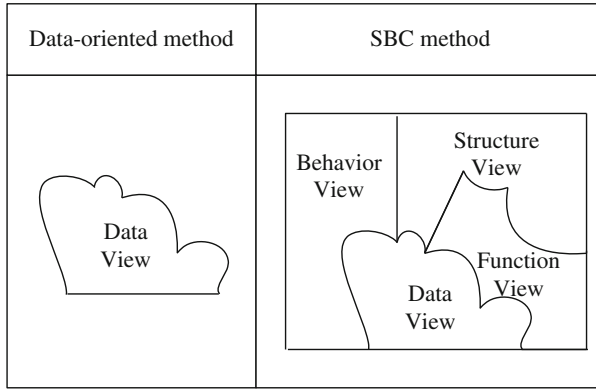 Data-oriented method
SBC method
Data
View
Behavior
View
Structure
View
Function
View
Data
View